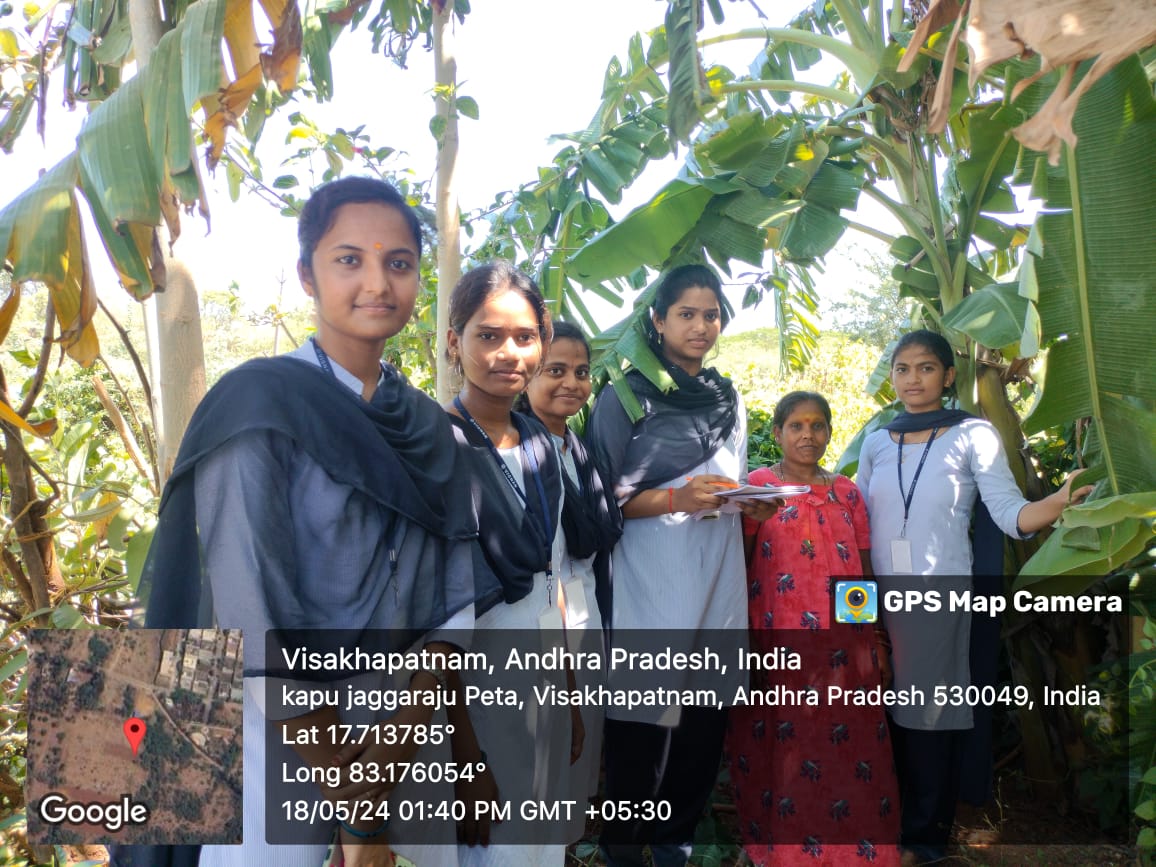 GPS Map Camera
Visakhapatnam, Andhra Pradesh, India
kapu jaggaraju Peta, Visakhapatnam, Andhra Pradesh 530049, India
Lat 17.713785°
Long 83.176054°
18/05/24 01:40 PM GMT +05:30
Google